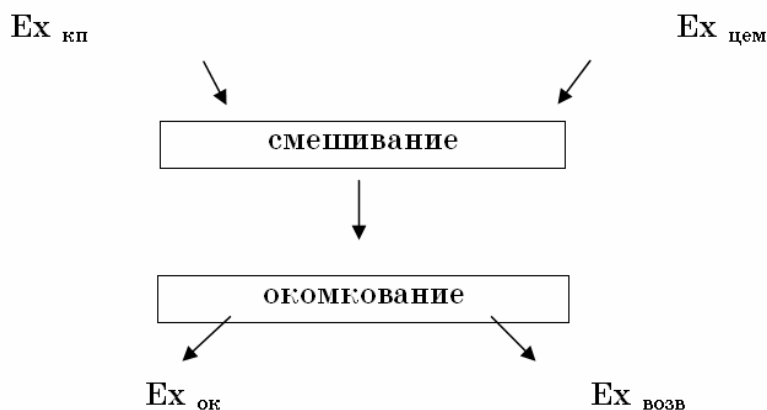 Ex кп Ex цем
смешивание
окомкование
Ex ок Ex возв